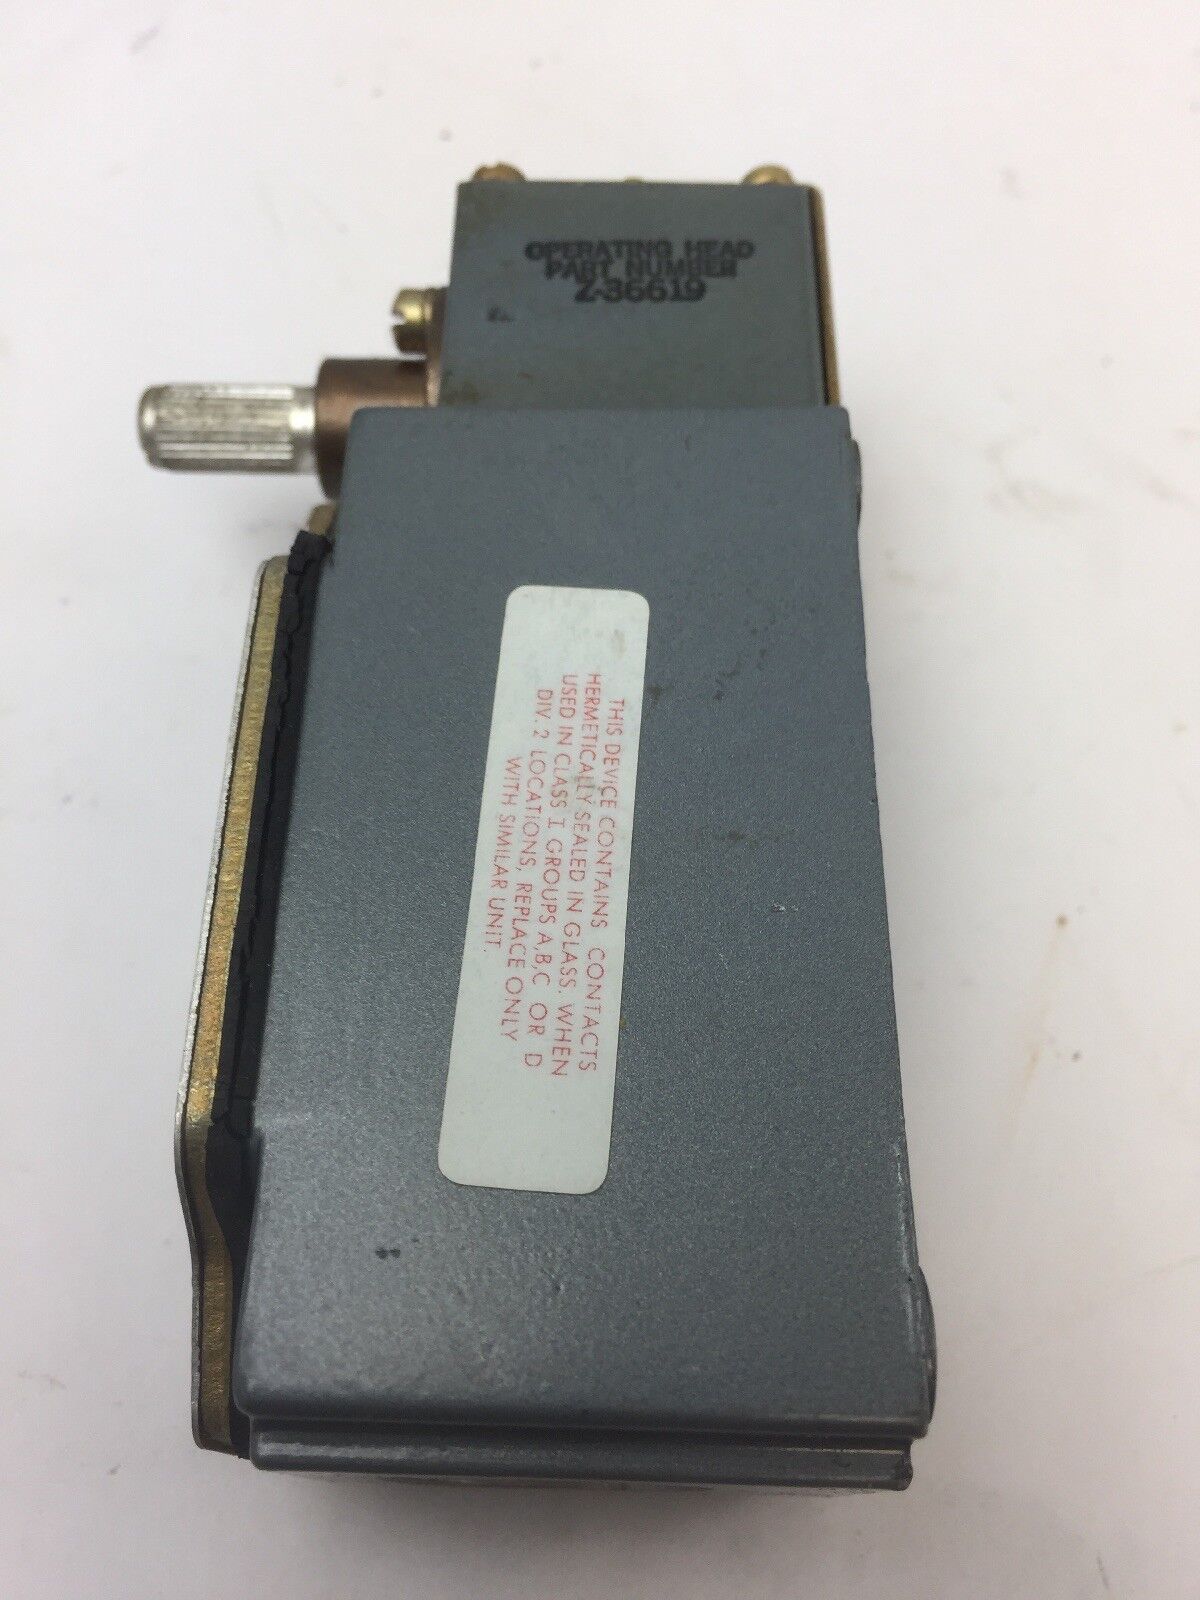 OPERATING HEAD
PART NUMBER
Z-36619
THIS DEVICE CONTAINS CONTACTS
HERMETICALLY SEALED IN GLASS. WHEN
USED IN CLASS I GROUPS A,B,C OR D
DIV. 2 LOCATIONS, REPLACE ONLY
WITH SIMILAR UNIT.